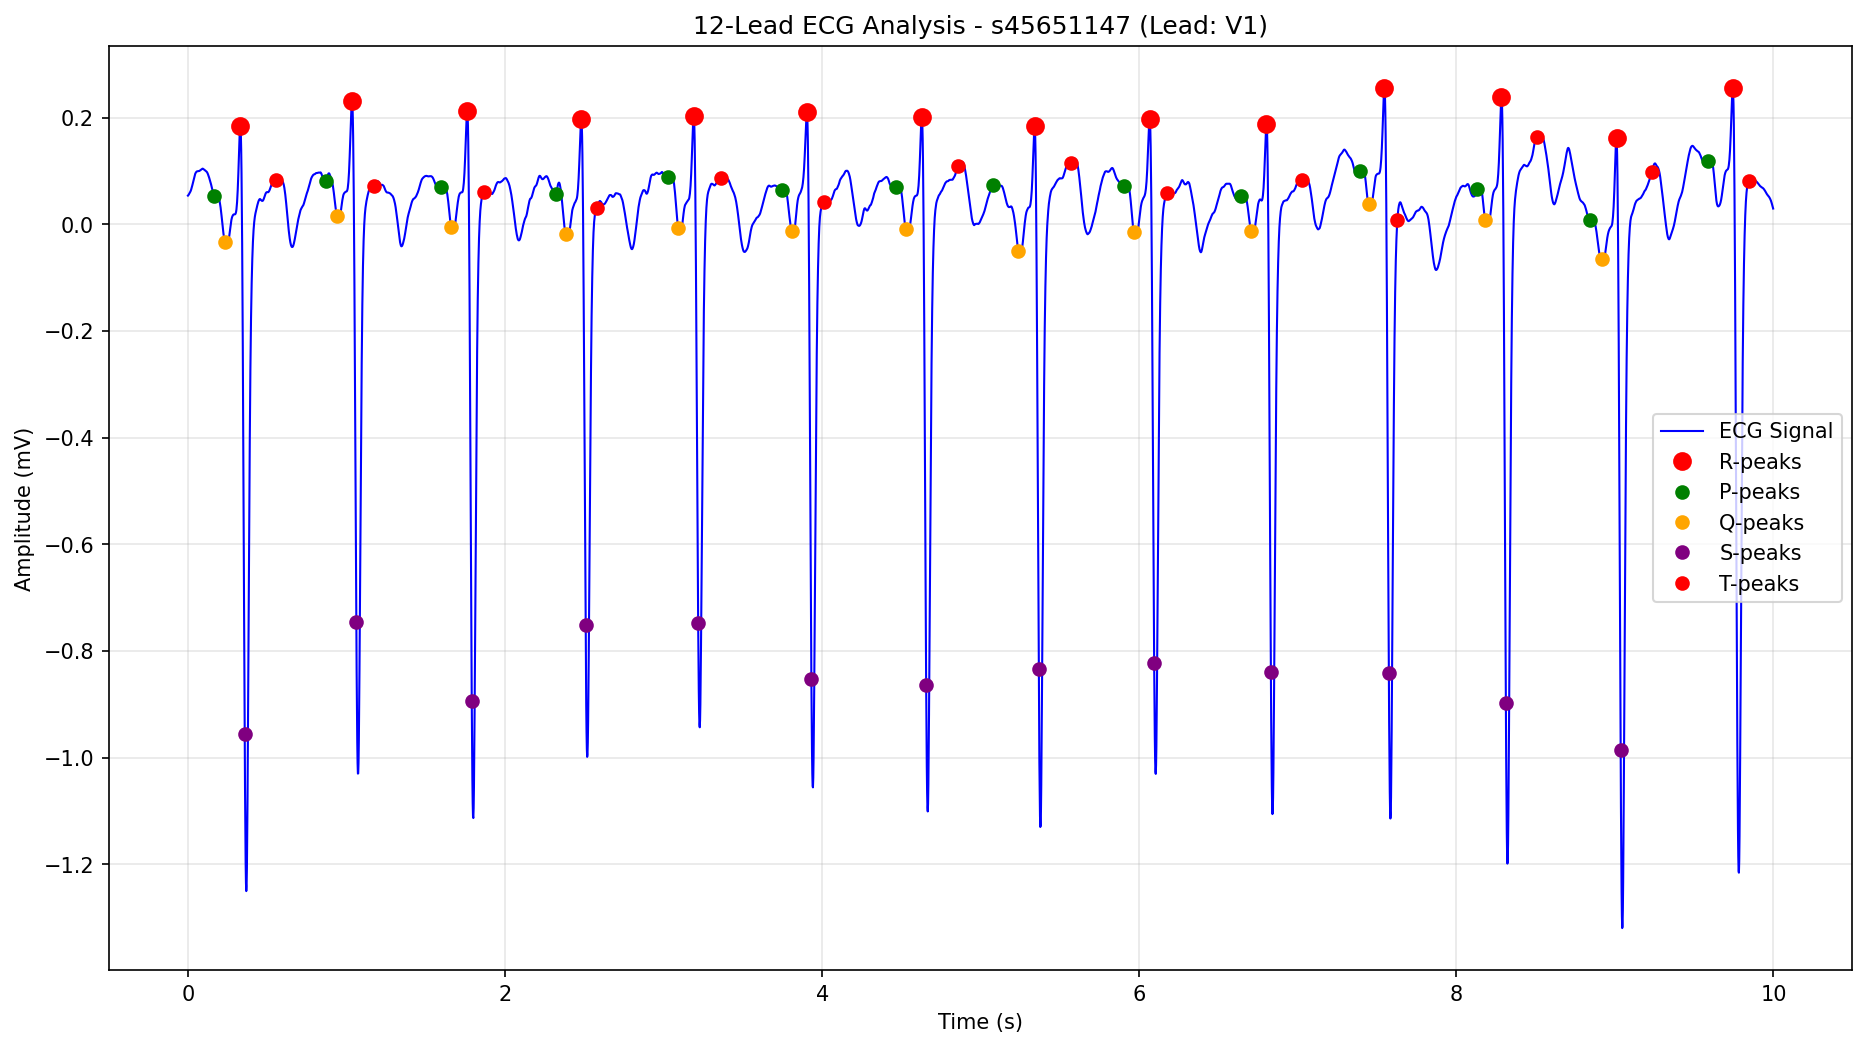 12-Lead ECG Analysis - s45651147 (Lead: V1)
Amplitude (mV)
0.2
0.0
−0.2
−0.4
−0.6
−0.8
−1.0
−1.2
ECG Signal
R-peaks
P-peaks
Q-peaks
S-peaks
T-peaks
0 2 4 6 8 10
Time (s)